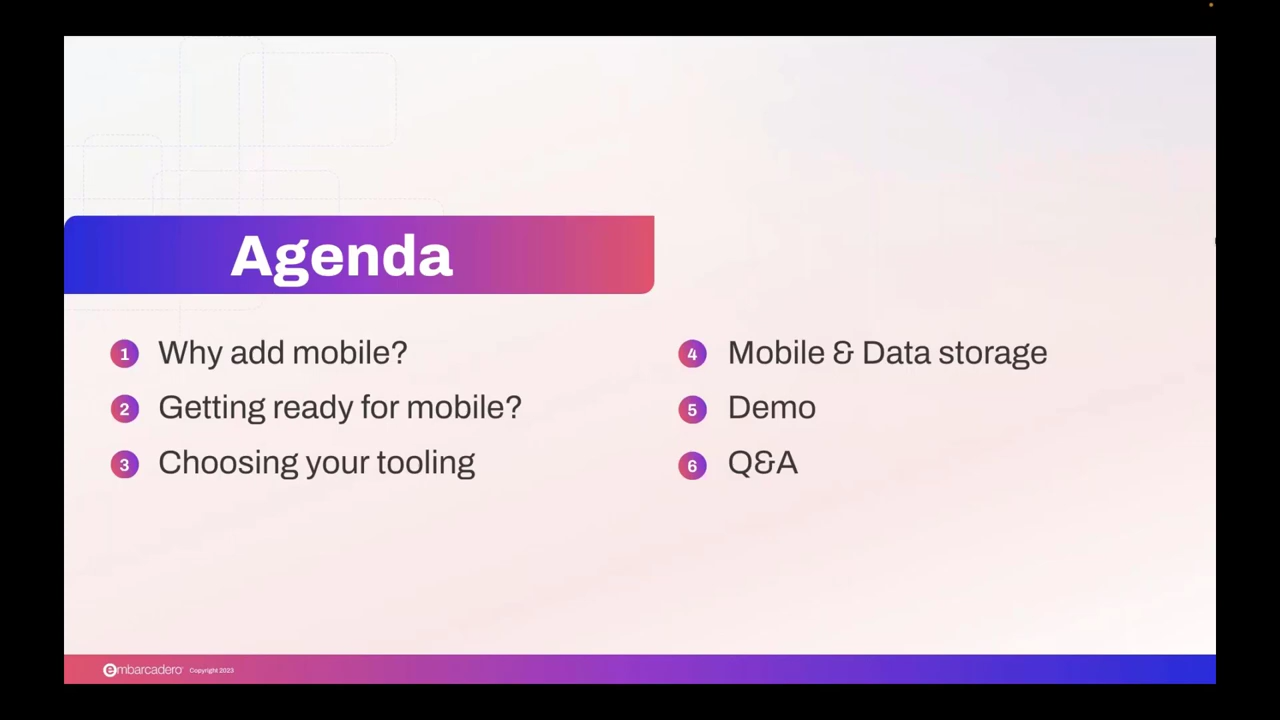 Agenda
1 Why add mobile?
2 Getting ready for mobile?
3 Choosing your tooling
4 Mobile & Data storage
5 Demo
6 Q&A
embarcadero Copyright 2023